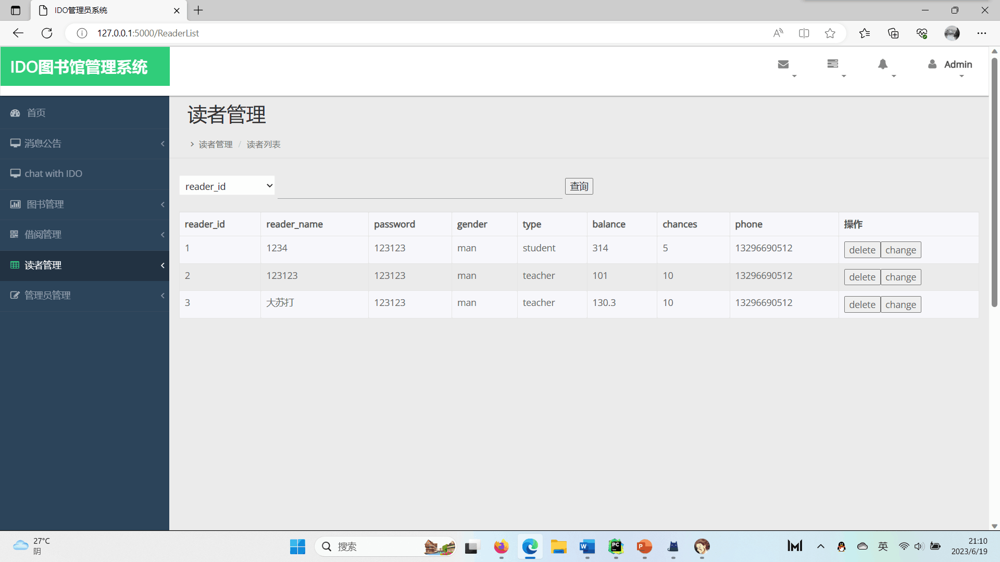 IDO管理员系统
127.0.0.1:5000/ReaderList
IDO图书馆管理系统
Admin
首页
消息公告
chat with IDO
图书管理
借阅管理
读者管理
管理员管理
读者管理
读者管理 / 读者列表
reader_id 查询
reader_id reader_name password gender type balance chances phone 操作
1 1234 123123 man student 314 5 13296690512 delete change
2 123123 123123 man teacher 101 10 13296690512 delete change
3 大苏打 123123 man teacher 130.3 10 13296690512 delete change
27°C
阴
搜索
英
21:10
2023/6/19